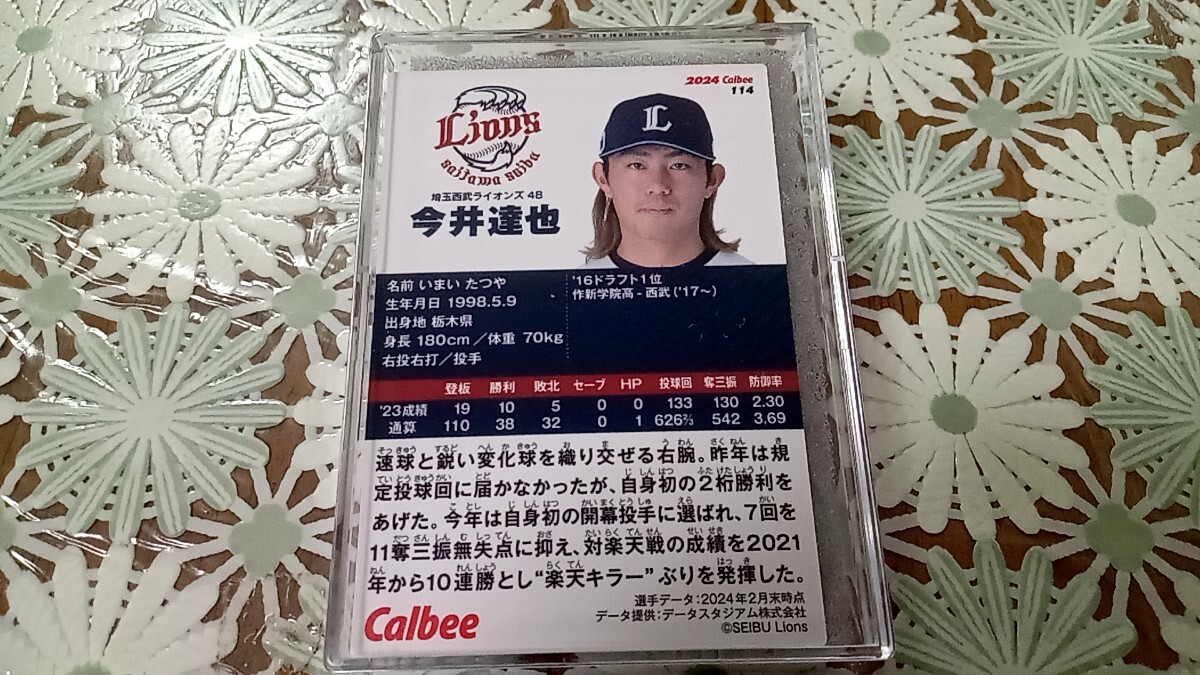 2024 Calbee
114
Lions
saitama seibu
L
埼玉西武ライオンズ 48
今井達也
名前 いまい たつや
生年月日 1998.5.9
出身地 栃木県
身長 180cm／体重 70kg
右投右打／投手
'16ドラフト1位
作新学院高 - 西武('17〜)
登板 勝利 敗北 セーブ HP 投球回 奪三振 防御率
'23成績 19 10 5 0 0 133 130 2.30
通算 110 38 32 0 1 626⅔ 542 3.69
速球と鋭い変化球を織り交ぜる右腕。昨年は規
定投球回に届かなかったが、自身初の2桁勝利を
あげた。今年は自身初の開幕投手に選ばれ、7回を
11奪三振無失点に抑え、対楽天戦の成績を2021
年から10連勝とし“楽天キラー”ぶりを発揮した。
選手データ：2024年2月末時点
データ提供：データスタジアム株式会社
©SEIBU Lions
Calbee